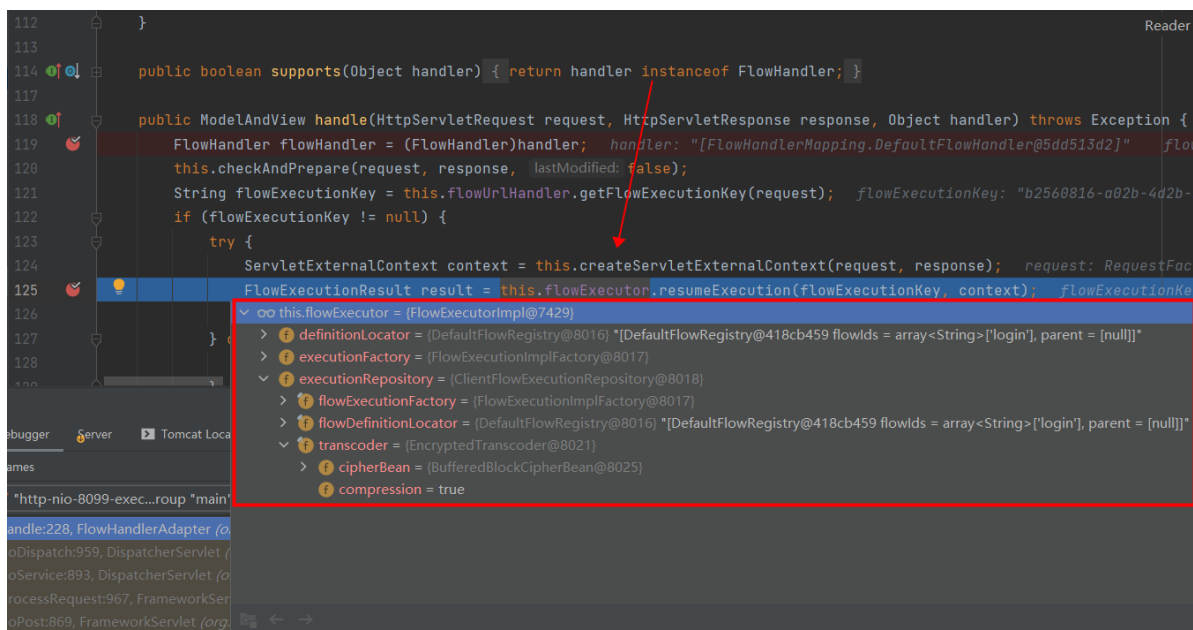 112 }
Reader
113
114 public boolean supports(Object handler) { return handler instanceof FlowHandler; }
117
118 public ModelAndView handle(HttpServletRequest request, HttpServletResponse response, Object handler) throws Exception {
119 FlowHandler flowHandler = (FlowHandler)handler; handler: "[FlowHandlerMapping.DefaultFlowHandler@5dd513d2]" flow
120 this.checkAndPrepare(request, response, lastModified: false);
121 String flowExecutionKey = this.flowUrlHandler.getFlowExecutionKey(request); flowExecutionKey: "b2560816-a02b-4d2b-
122 if (flowExecutionKey != null) {
123 try {
124 ServletExternalContext context = this.createServletExternalContext(request, response); request: RequestFac
125 FlowExecutionResult result = this.flowExecutor.resumeExecution(flowExecutionKey, context); flowExecutionKe
126 this.flowExecutor = {FlowExecutorImpl@7429}
127 } definitionLocator = {DefaultFlowRegistry@8016} "[DefaultFlowRegistry@418cb459 flowIds = array<String>['login'], parent = [null]]"
128 executionFactory = {FlowExecutionImplFactory@8017}
executionRepository = {ClientFlowExecutionRepository@8018}
flowExecutionFactory = {FlowExecutionImplFactory@8017}
flowDefinitionLocator = {DefaultFlowRegistry@8016} "[DefaultFlowRegistry@418cb459 flowIds = array<String>['login'], parent = [null]]"
transcoder = {EncryptedTranscoder@8021}
cipherBean = {BufferedBlockCipherBean@8025}
compression = true
ebugger Server Tomcat Loca
ames
"http-nio-8099-exec...roup "main"
andle:228, FlowHandlerAdapter (o
oDispatch:959, DispatcherServlet (
oService:893, DispatcherServlet (o
rocessRequest:967, FrameworkSer
oPost:869, FrameworkServlet (org.